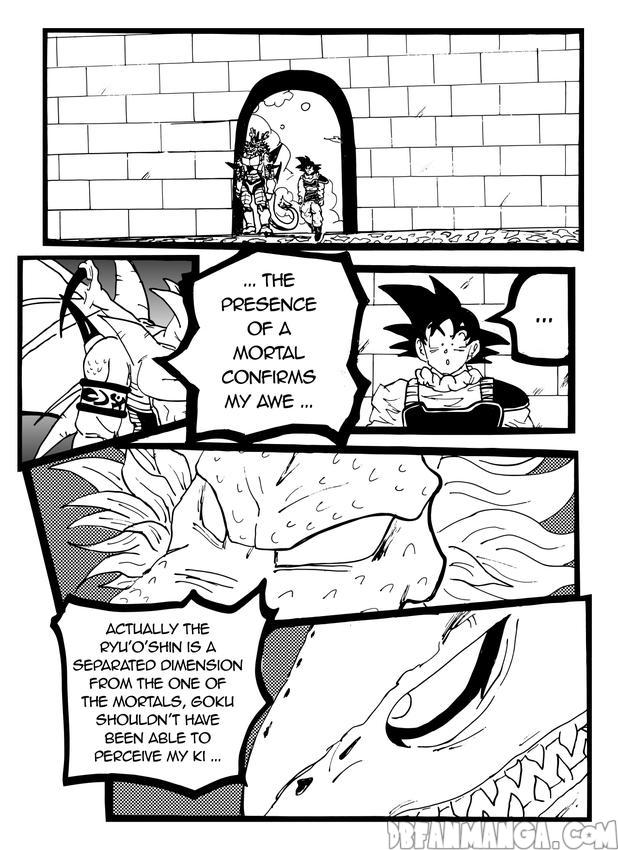 ... THE
PRESENCE
OF A
MORTAL
CONFIRMS
MY AWE ...
...
ACTUALLY THE
RYU'O'SHIN IS A
SEPARATED DIMENSION
FROM THE ONE OF
THE MORTALS, GOKU
SHOULDN'T HAVE
BEEN ABLE TO
PERCEIVE MY KI ...
DBFANMANGA.COM